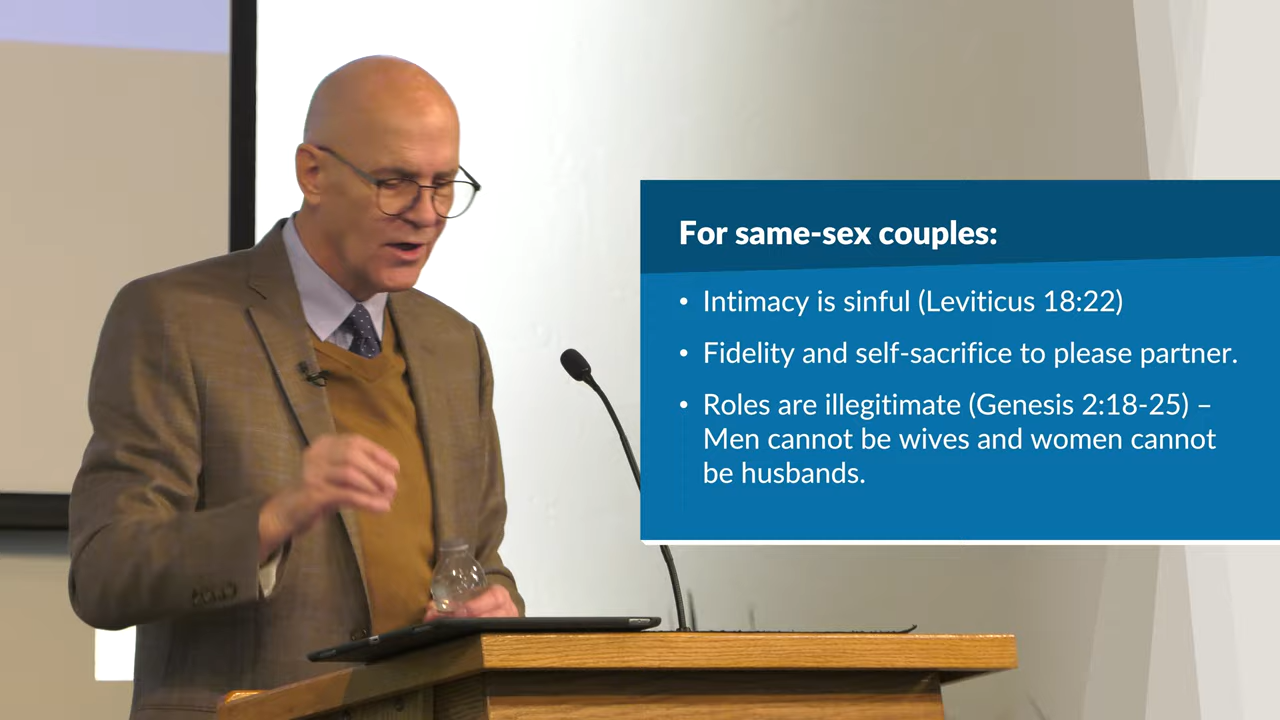 For same-sex couples:
• Intimacy is sinful (Leviticus 18:22)
• Fidelity and self-sacrifice to please partner.
• Roles are illegitimate (Genesis 2:18-25) –
Men cannot be wives and women cannot
be husbands.